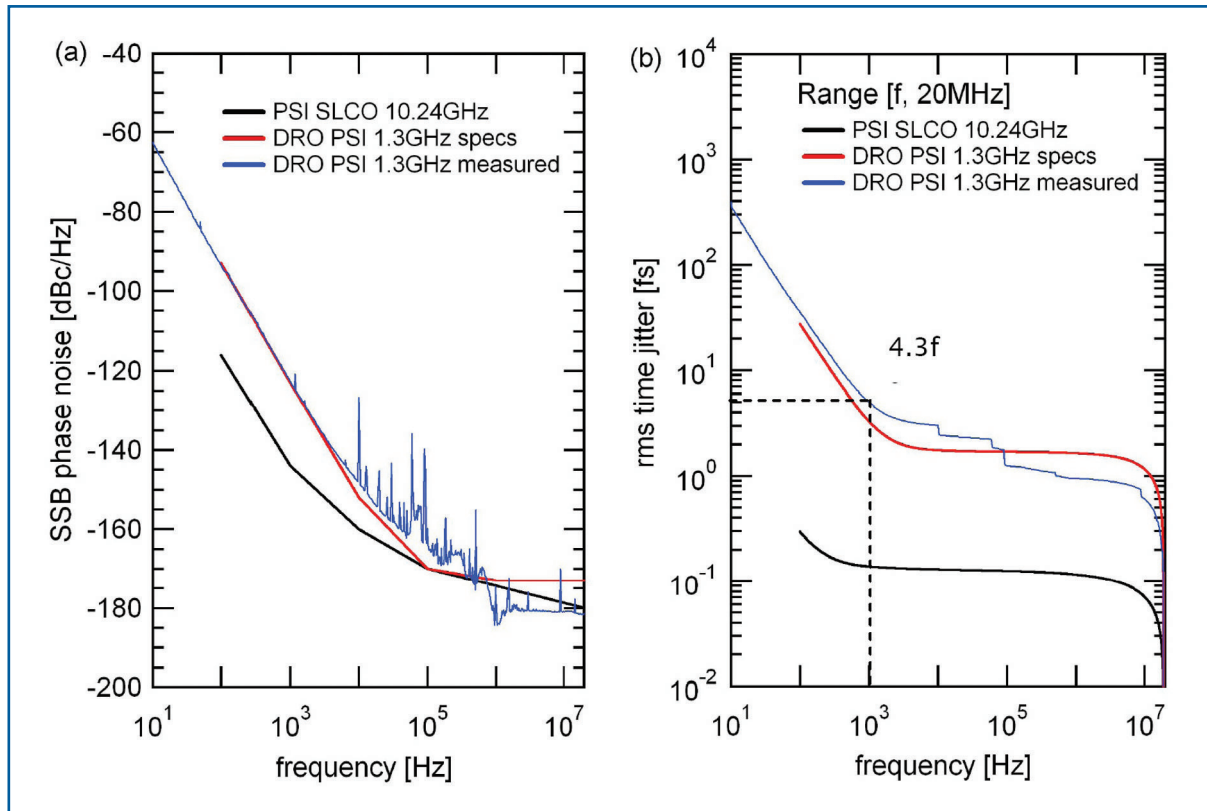 (a)
-40
-60
-80
-100
-120
-140
-160
-180
-200
SSB phase noise [dBc/Hz]
PSI SLCO 10.24GHz
DRO PSI 1.3GHz specs
DRO PSI 1.3GHz measured
10¹
10³
10⁵
10⁷
frequency [Hz]
(b)
10⁴
10³
10²
10¹
10⁰
10⁻¹
10⁻²
rms time jitter [fs]
Range [f, 20MHz]
PSI SLCO 10.24GHz
DRO PSI 1.3GHz specs
DRO PSI 1.3GHz measured
4.3f
10¹
10³
10⁵
10⁷
frequency [Hz]